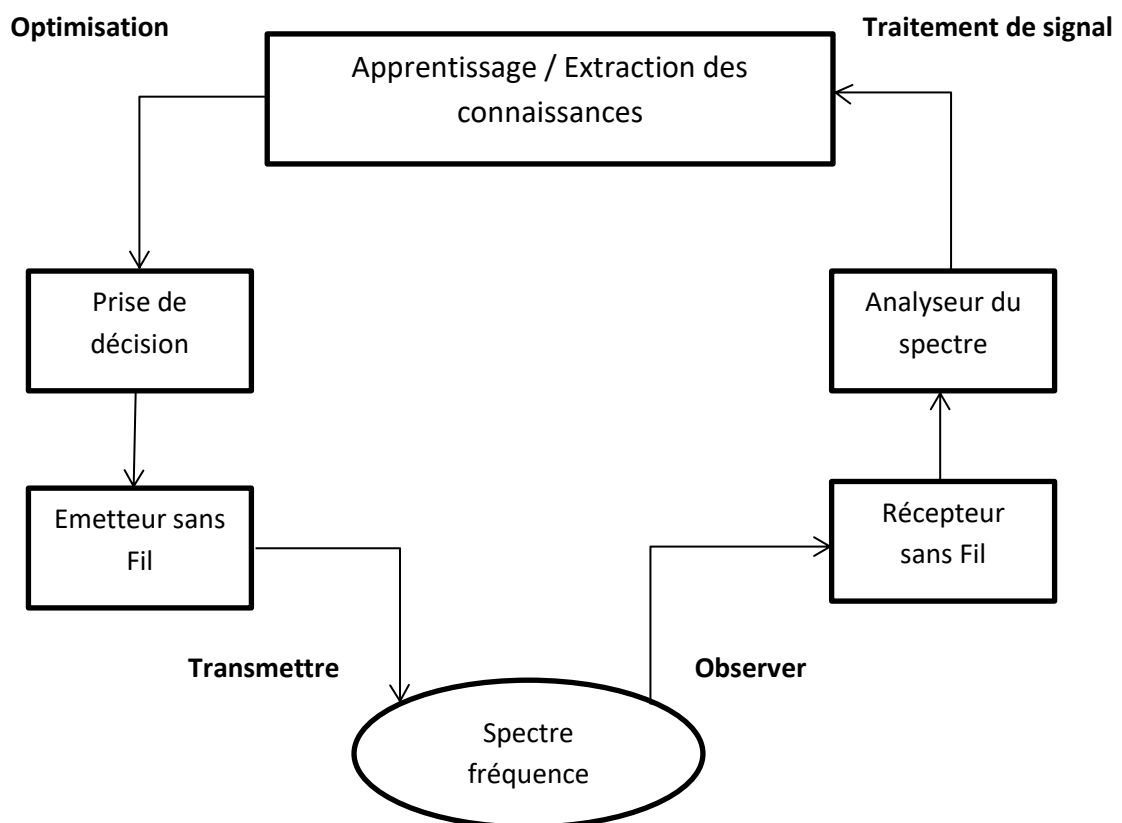 Optimisation
Traitement de signal
Apprentissage / Extraction des
connaissances
Prise de
décision
Analyseur du
spectre
Emetteur sans
Fil
Récepteur
sans Fil
Transmettre
Observer
Spectre
fréquence